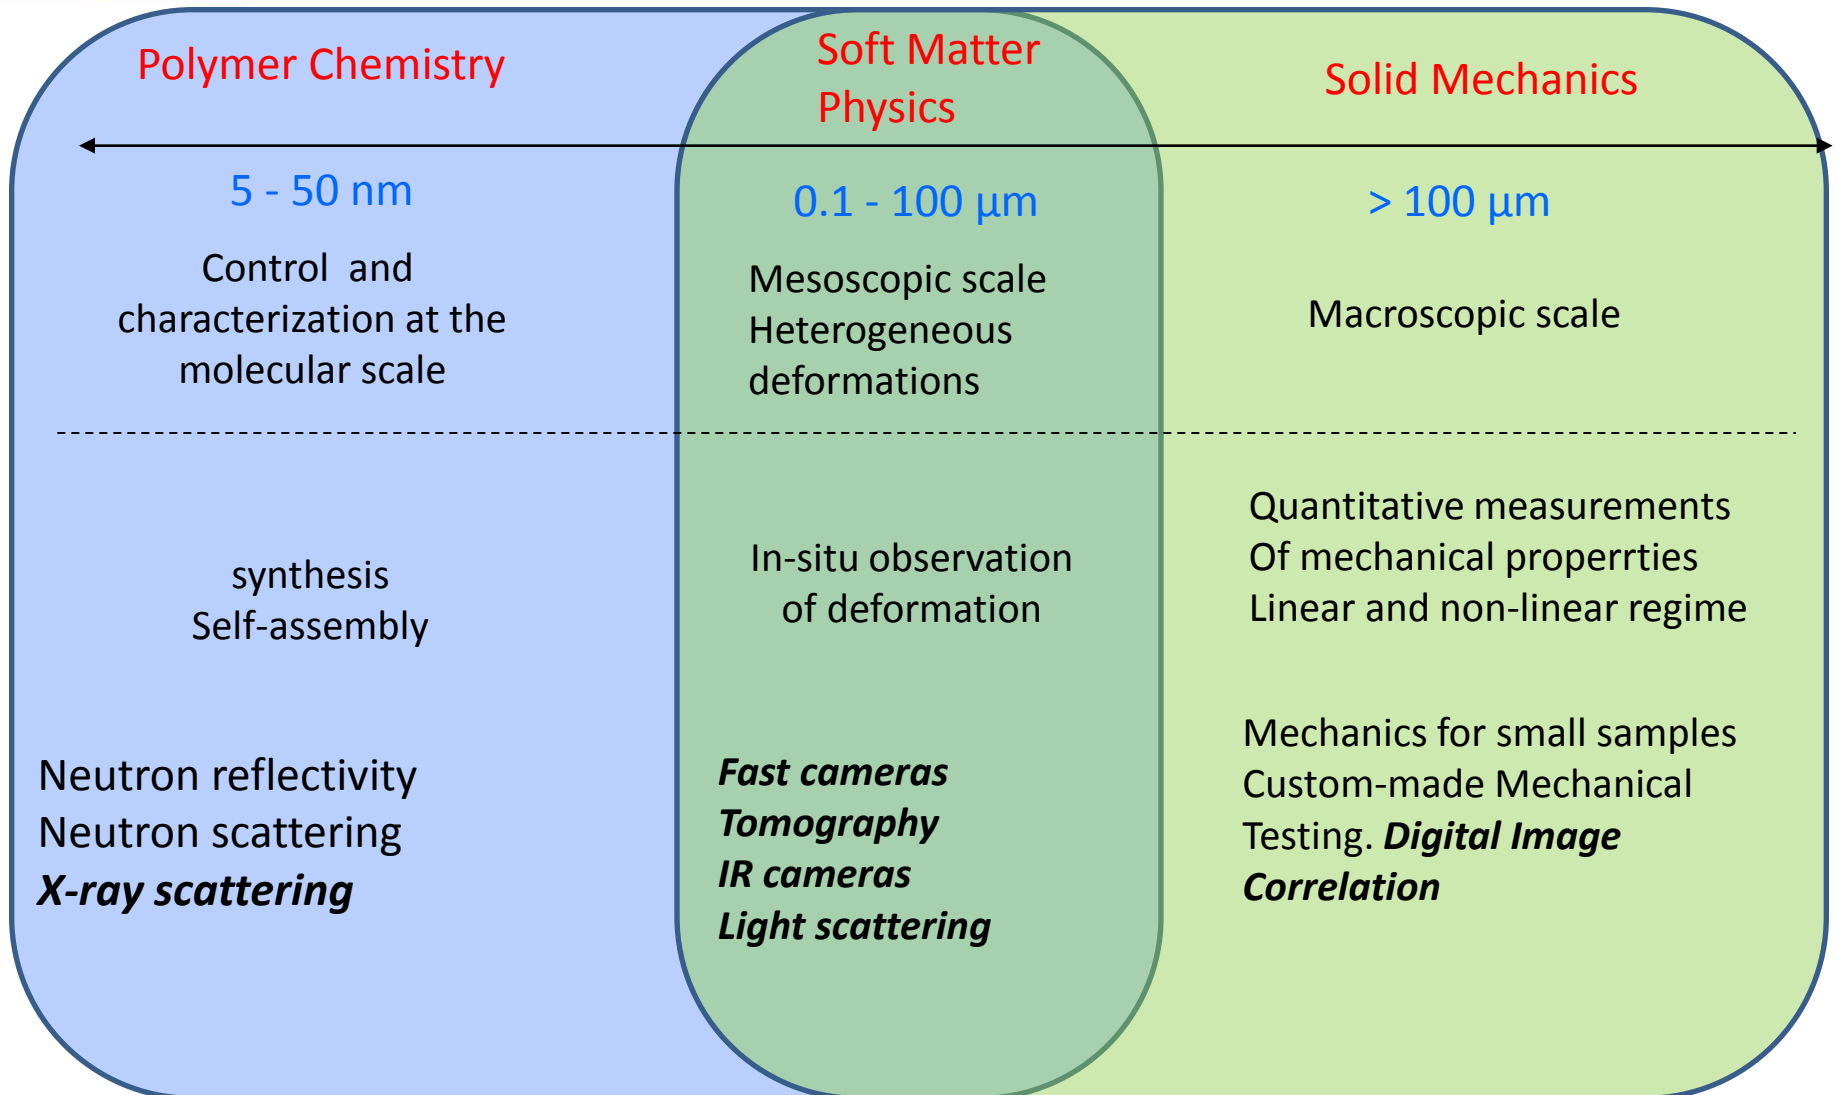 Polymer Chemistry
5 - 50 nm
Control and
characterization at the
molecular scale
synthesis
Self-assembly
Neutron reflectivity
Neutron scattering
X-ray scattering
Soft Matter
Physics
0.1 - 100 µm
Mesoscopic scale
Heterogeneous
deformations
In-situ observation
of deformation
Fast cameras
Tomography
IR cameras
Light scattering
Solid Mechanics
> 100 µm
Macroscopic scale
Quantitative measurements
Of mechanical properrties
Linear and non-linear regime
Mechanics for small samples
Custom-made Mechanical
Testing. Digital Image
Correlation